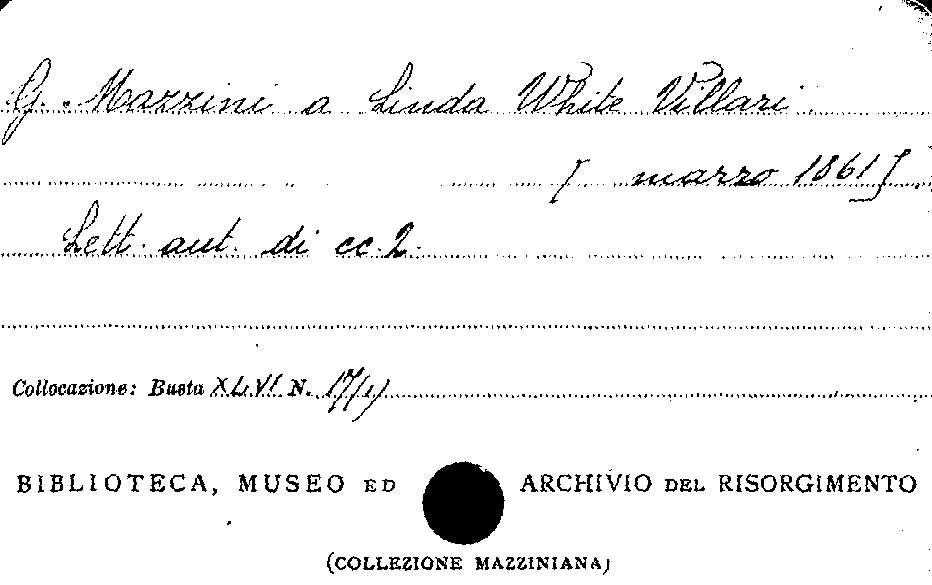 G. Mazzini a Linda White Villari
[ marzo 1861]
Lett. aut. di cc. 2.
Collocazione: Busta XLVI N. 17/1)
BIBLIOTECA, MUSEO ED ARCHIVIO DEL RISORGIMENTO
(COLLEZIONE MAZZINIANA)